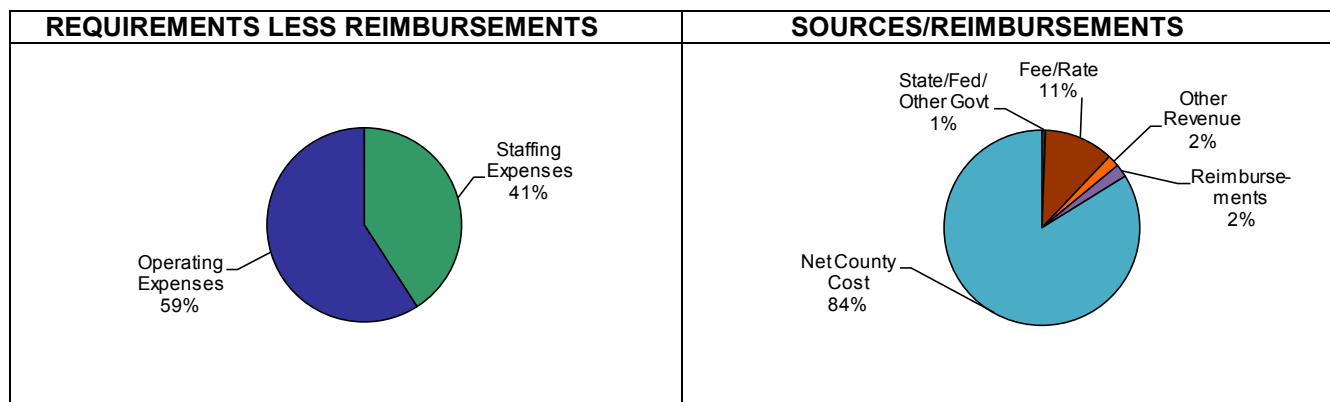 REQUIREMENTS LESS REIMBURSEMENTS
Staffing
Expenses
41%
Operating
Expenses
59%
SOURCES/REIMBURSEMENTS
State/Fed/
Other Govt
1%
Fee/Rate
11%
Other
Revenue
2%
Reimburse-
ments
2%
Net County
Cost
84%